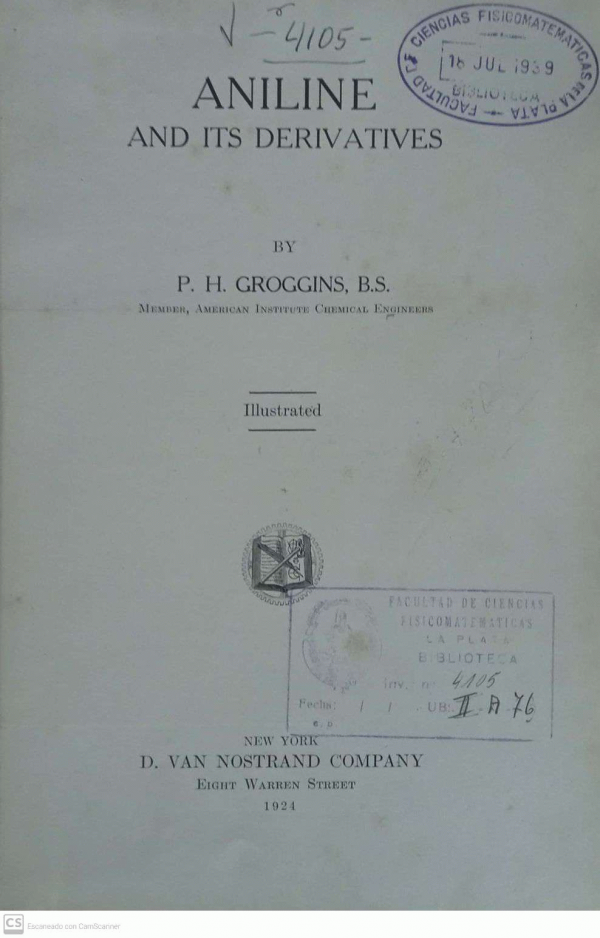 - 4105 -
FACULTAD DE CIENCIAS FISICOMATEMATICAS DE LA PLATA
18 JUL 1939
BIBLIOTECA
ANILINE
AND ITS DERIVATIVES
BY
P. H. GROGGINS, B.S.
MEMBER, AMERICAN INSTITUTE CHEMICAL ENGINEERS
Illustrated
FACULTAD DE CIENCIAS
FISICOMATEMATICAS
LA PLATA
BIBLIOTECA
Inv. nº 4105
Fecha: / / UB: II A 76
NEW YORK
D. VAN NOSTRAND COMPANY
EIGHT WARREN STREET
1924
CS Escaneado con CamScanner